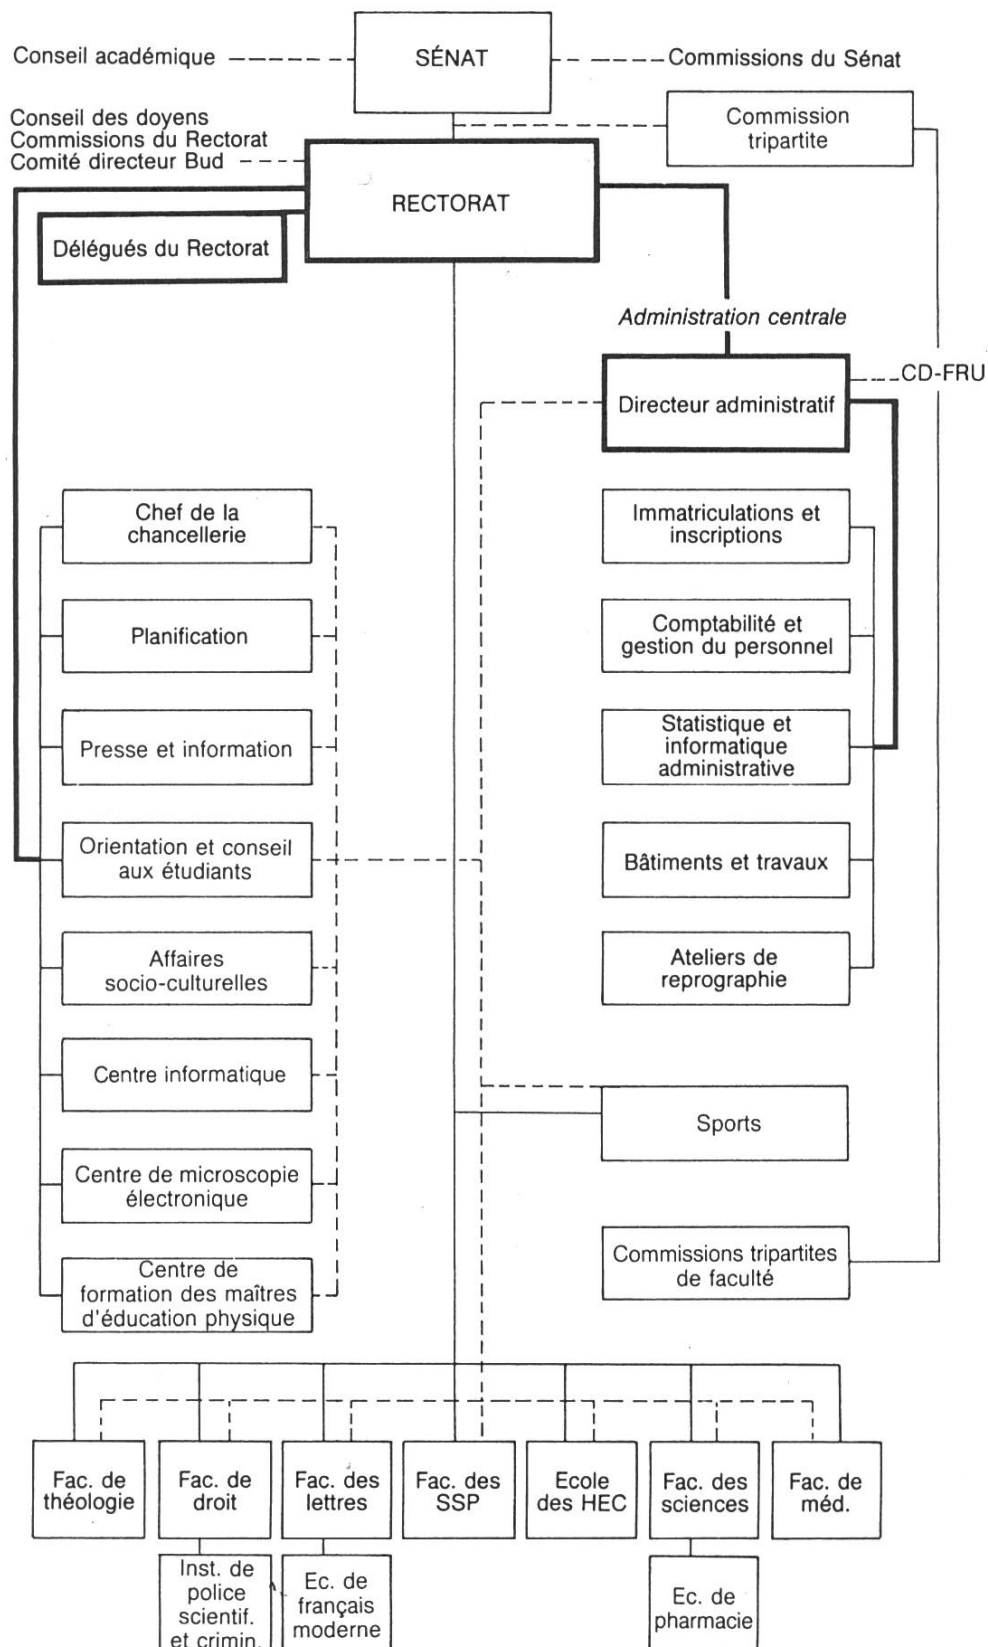 Conseil académique
SÉNAT
Commissions du Sénat
Conseil des doyens
Commissions du Rectorat
Comité directeur Bud
Commission
tripartite
RECTORAT
Délégués du Rectorat
Administration centrale
CD-FRU
Directeur administratif
Chef de la
chancellerie
Planification
Presse et information
Orientation et conseil
aux étudiants
Affaires
socio-culturelles
Centre informatique
Centre de microscopie
électronique
Centre de
formation des maîtres
d'éducation physique
Immatriculations et
inscriptions
Comptabilité et
gestion du personnel
Statistique et
informatique
administrative
Bâtiments et travaux
Ateliers de
reprographie
Sports
Commissions tripartites
de faculté
Fac. de
théologie
Fac. de
droit
Fac. des
lettres
Fac. des
SSP
Ecole
des HEC
Fac. des
sciences
Fac. de
méd.
Inst. de
police
scientif.
et crimin.
Ec. de
français
moderne
Ec. de
pharmacie